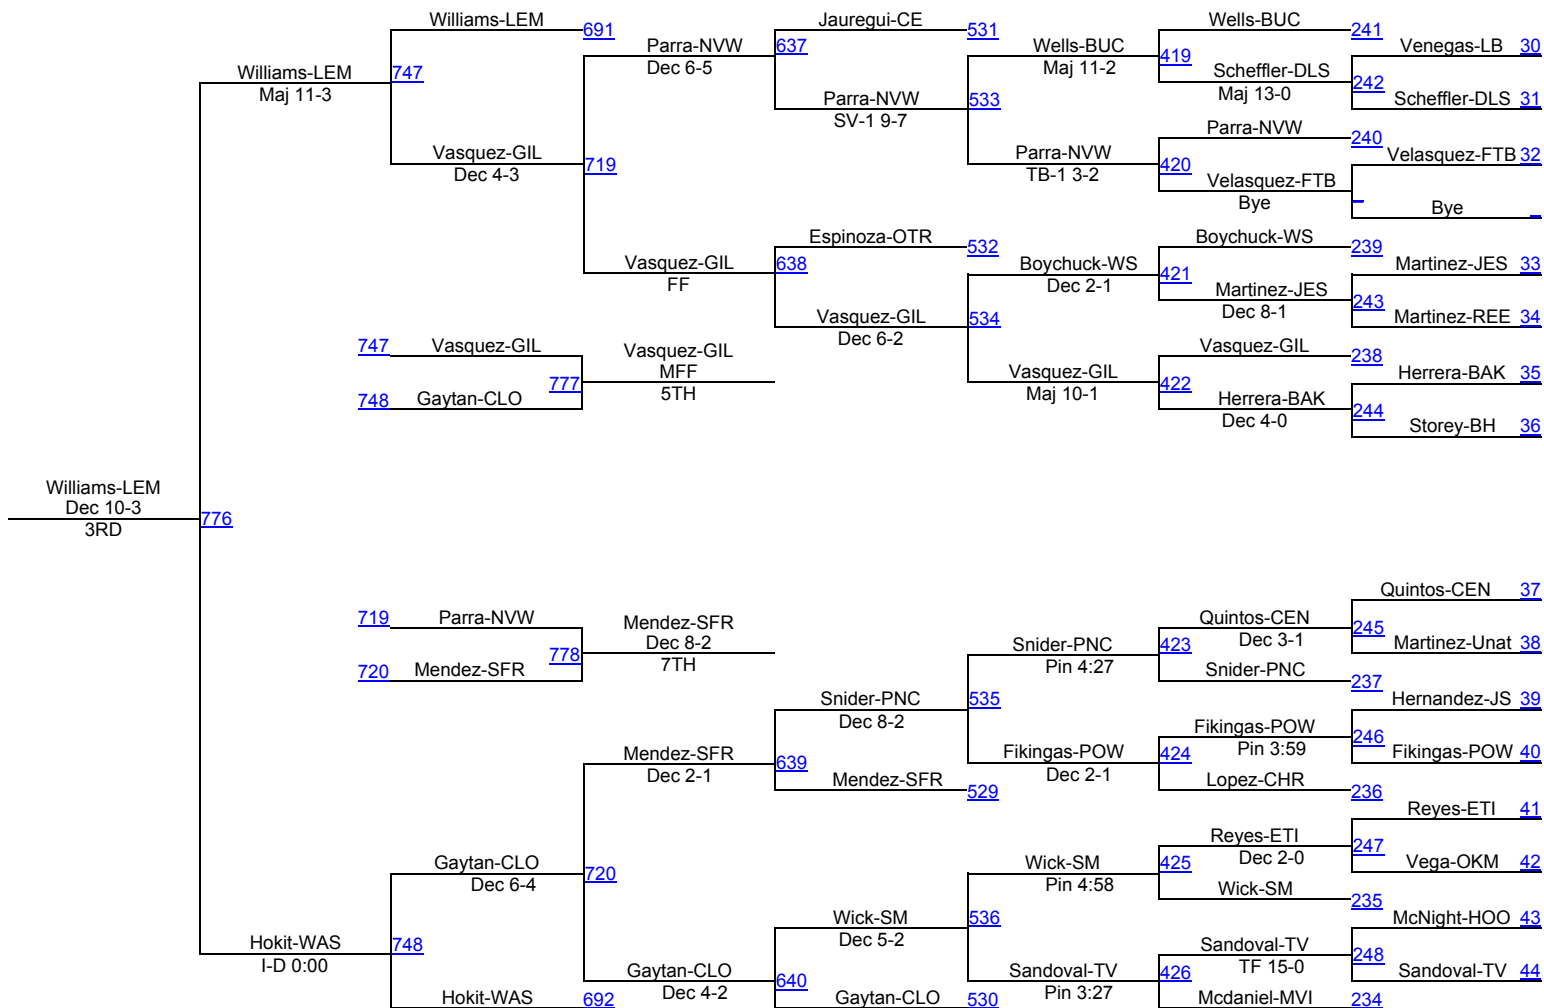 Williams-LEM 691
Jauregui-CE 531
Wells-BUC 241
Parra-NVW 637
Dec 6-5
Wells-BUC 419
Maj 11-2
Venegas-LB 30
Williams-LEM 747
Maj 11-3
Scheffler-DLS 242
Maj 13-0
Parra-NVW 533
SV-1 9-7
Scheffler-DLS 31
Parra-NVW 240
Vasquez-GIL 719
Dec 4-3
Parra-NVW 420
TB-1 3-2
Velasquez-FTB 32
Velasquez-FTB
Bye
Bye
Espinoza-OTR 532
Boychuck-WS 239
Vasquez-GIL 638
FF
Boychuck-WS 421
Dec 2-1
Martinez-JES 33
Martinez-JES 243
Dec 8-1
Vasquez-GIL 534
Dec 6-2
Martinez-REE 34
747 Vasquez-GIL
Vasquez-GIL
MFF
5TH
777
748 Gaytan-CLO
Vasquez-GIL 238
Vasquez-GIL 422
Maj 10-1
Herrera-BAK 35
Herrera-BAK 244
Dec 4-0
Storey-BH 36
Williams-LEM
Dec 10-3
3RD
776
Quintos-CEN 37
719 Parra-NVW
Mendez-SFR
Dec 8-2
7TH
778
720 Mendez-SFR
Quintos-CEN 245
Dec 3-1
Snider-PNC 423
Pin 4:27
Martinez-Unat 38
Snider-PNC 237
Snider-PNC 535
Dec 8-2
Hernandez-JS 39
Fikingas-POW 246
Pin 3:59
Mendez-SFR 639
Dec 2-1
Fikingas-POW 424
Dec 2-1
Fikingas-POW 40
Mendez-SFR 529
Lopez-CHR 236
Reyes-ETI 41
Reyes-ETI 247
Dec 2-0
Gaytan-CLO 720
Dec 6-4
Wick-SM 425
Pin 4:58
Vega-OKM 42
Wick-SM 235
Wick-SM 536
Dec 5-2
McNight-HOO 43
Hokit-WAS 748
I-D 0:00
Sandoval-TV 248
TF 15-0
Gaytan-CLO 640
Dec 4-2
Sandoval-TV 426
Pin 3:27
Sandoval-TV 44
Hokit-WAS 692
Gaytan-CLO 530
Mcdaniel-MVI 234